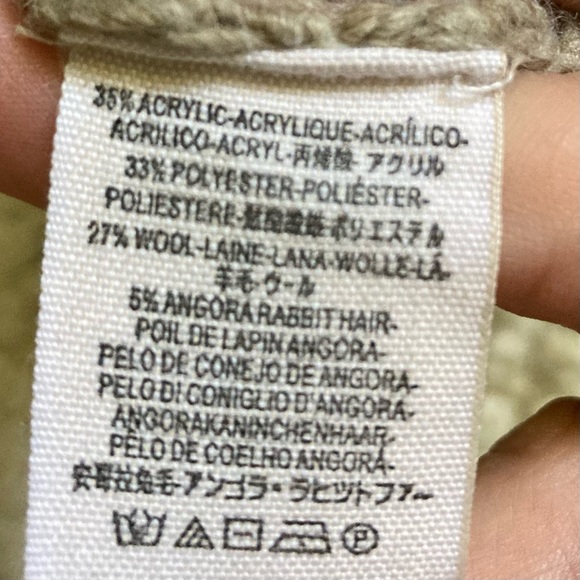 35% ACRYLIC-ACRYLIQUE-ACRÍLICO-
ACRILICO-ACRYL-丙烯酸-アクリル
33% POLYESTER-POLIÉSTER-
POLIESTERE-聚酯纖維-ポリエステル
27% WOOL-LAINE-LANA-WOLLE-LÃ-
羊毛-ウール
5% ANGORA RABBIT HAIR-
POIL DE LAPIN ANGORA-
PELO DE CONEJO DE ANGORA-
PELO DI CONIGLIO D'ANGORA-
ANGORAKANINCHENHAAR-
PÊLO DE COELHO ANGORÁ-
安哥拉兔毛-アンゴラ・ラビットファー
P